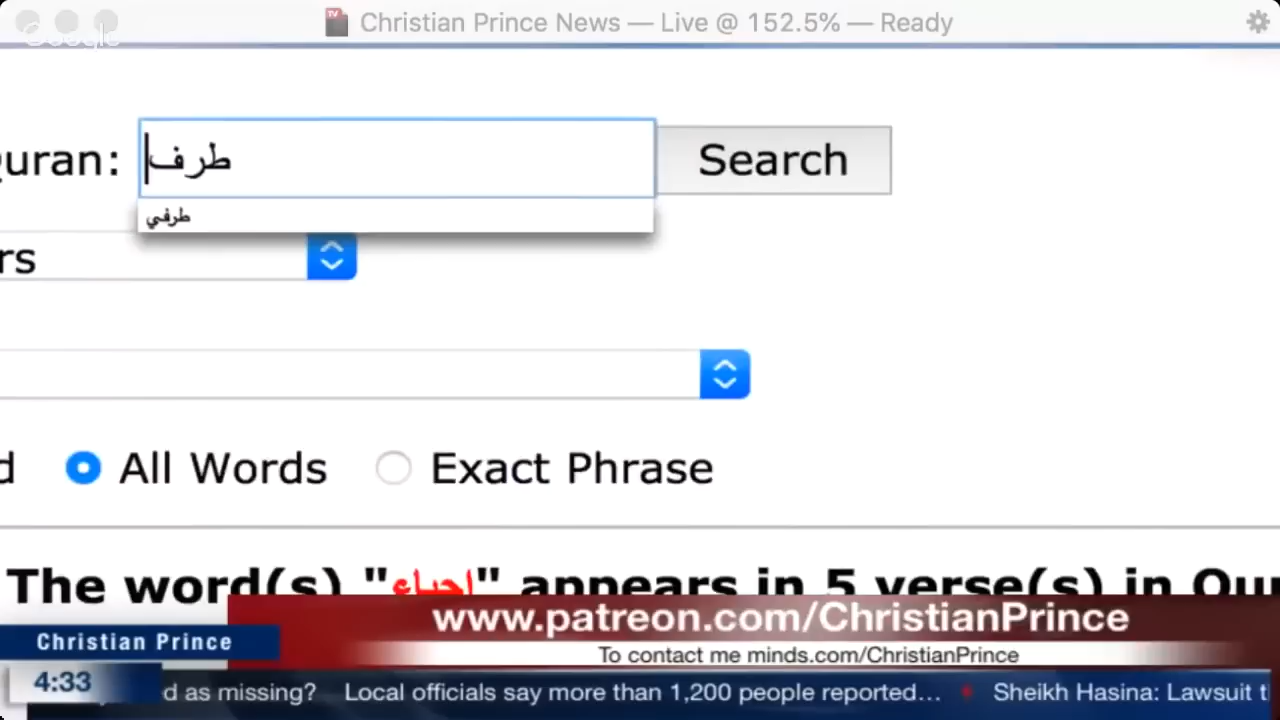 Christian Prince News — Live @ 152.5% — Ready
Google
Quran: طرف Search
طرفي
rs
d All Words Exact Phrase
The word(s) "احياء" appears in 5 verse(s) in Qur
www.patreon.com/ChristianPrince
Christian Prince
To contact me minds.com/ChristianPrince
4:33 d as missing? Local officials say more than 1,200 people reported... • Sheikh Hasina: Lawsuit t